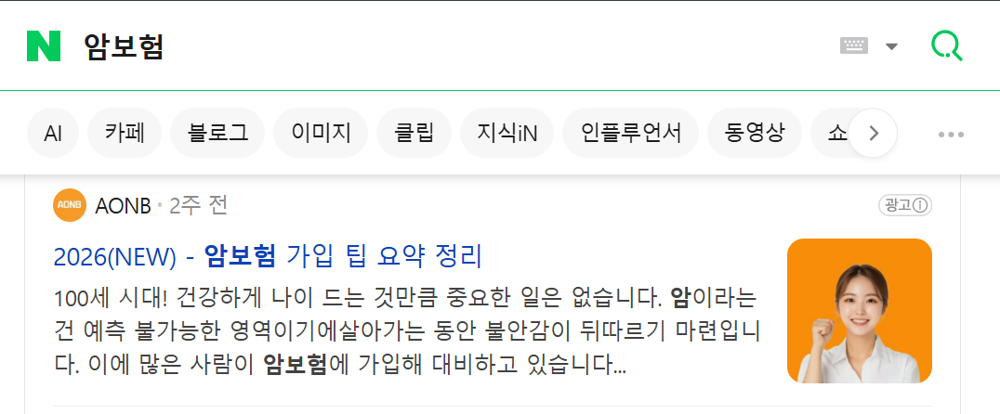 N 암보험
AI 카페 블로그 이미지 클립 지식iN 인플루언서 동영상 쇼
AONB AONB 2주 전 광고
2026(NEW) - 암보험 가입 팁 요약 정리
100세 시대! 건강하게 나이 드는 것만큼 중요한 일은 없습니다. 암이라는
건 예측 불가능한 영역이기에살아가는 동안 불안감이 뒤따르기 마련입니
다. 이에 많은 사람이 암보험에 가입해 대비하고 있습니다...